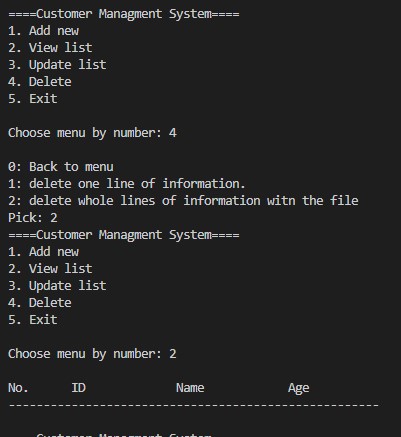 ====Customer Managment System====
1. Add new
2. View list
3. Update list
4. Delete
5. Exit
Choose menu by number: 4
0: Back to menu
1: delete one line of information.
2: delete whole lines of information witn the file
Pick: 2
====Customer Managment System====
1. Add new
2. View list
3. Update list
4. Delete
5. Exit
Choose menu by number: 2
No. ID Name Age
-----------------------------------------------------